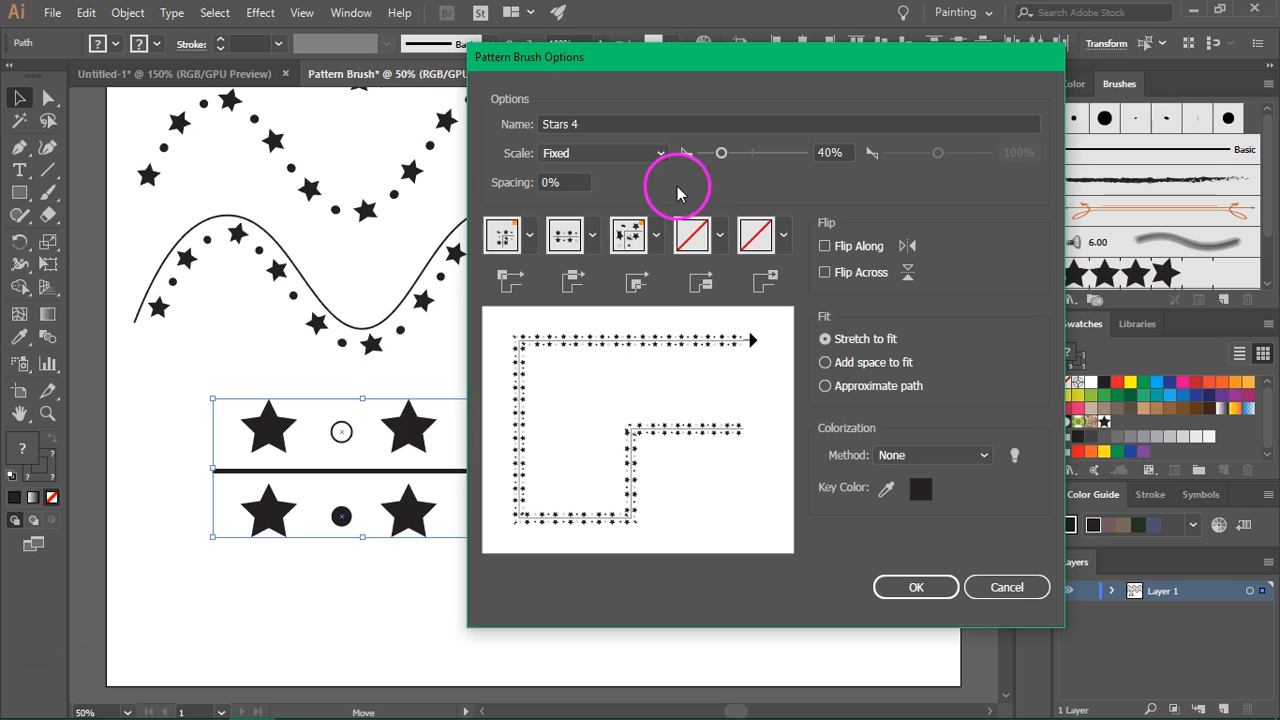 Ai File Edit Object Type Select Effect View Window Help Br St Painting Search Adobe Stock
Path ? ? Stroke: Transform
Untitled-1* @ 150% (RGB/GPU Preview) × Pattern Brush* @ 50% (RGB/GPU
Pattern Brush Options
Options
Name: Stars 4
Scale: Fixed 40% 100%
Spacing: 0%
Flip
Flip Along
Flip Across
Fit
Stretch to fit
Add space to fit
Approximate path
Colorization
Method: None
Key Color:
OK Cancel
Color Brushes
Basic
6.00
Swatches Libraries
Color Guide Stroke Symbols
Layers
Layer 1
1 Layer
50% 1 Move